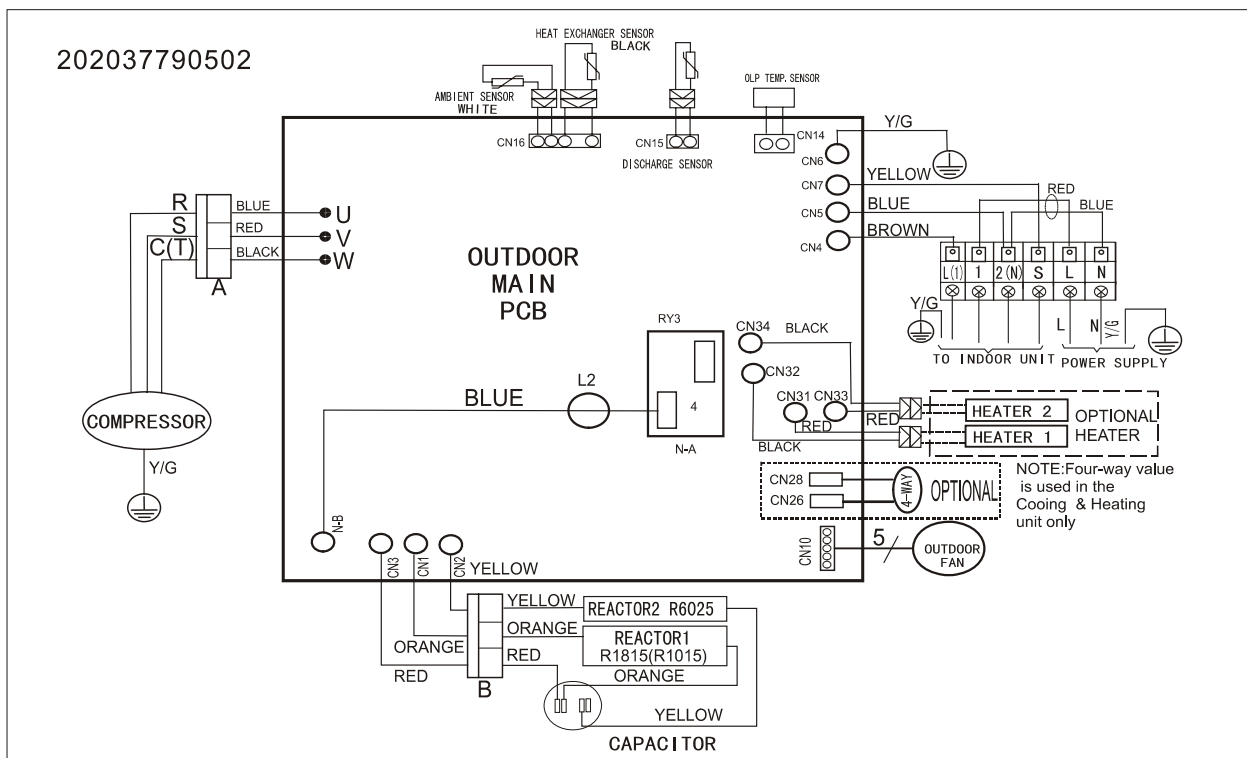 202037790502
HEAT EXCHANGER SENSOR
BLACK
AMBIENT SENSOR
WHITE
OLP TEMP. SENSOR
CN16
CN15
DISCHARGE SENSOR
CN14
CN6
Y/G
CN7
YELLOW
RED
CN5
BLUE
BLUE
CN4
BROWN
L(1) 1 2(N) S L N
Y/G
L
N
Y/G
TO INDOOR UNIT
POWER SUPPLY
R
S
C(T)
BLUE
RED
BLACK
U
V
W
A
OUTDOOR
MAIN
PCB
COMPRESSOR
Y/G
BLUE
L2
RY3
4
N-A
N-B
CN34
BLACK
CN32
CN31
CN33
RED
RED
BLACK
HEATER 2
HEATER 1
OPTIONAL
HEATER
CN28
CN26
4-WAY
OPTIONAL
NOTE:Four-way value
is used in the
Cooing & Heating
unit only
CN10
5
OUTDOOR
FAN
CN3
CN1
CN2
YELLOW
ORANGE
RED
B
YELLOW
ORANGE
RED
REACTOR2 R6025
REACTOR1
R1815(R1015)
ORANGE
YELLOW
CAPACITOR